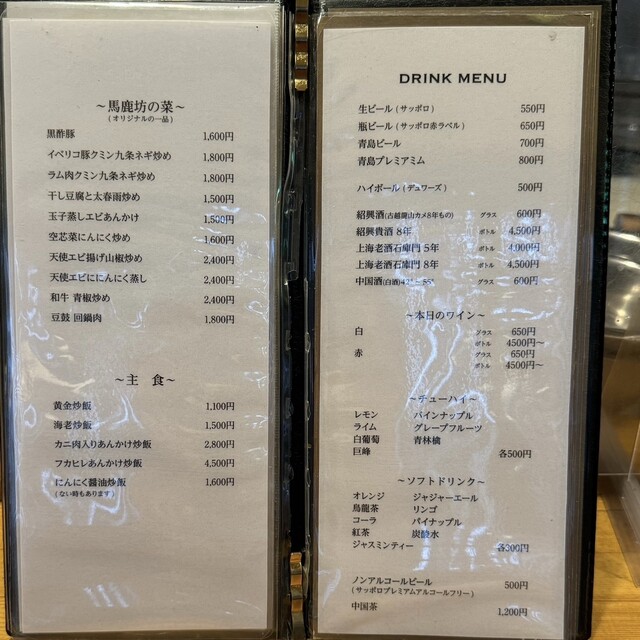 ～馬鹿坊の菜～
(オリジナルの一品)
黒酢豚 1,600円
イベリコ豚クミン九条ネギ炒め 1,800円
ラム肉クミン九条ネギ炒め 1,800円
干し豆腐と太春雨炒め 1,500円
玉子蒸しエビあんかけ 1,500円
空芯菜にんにく炒め 1,600円
天使エビ揚げ山椒炒め 2,400円
天使エビににんにく蒸し 2,400円
和牛 青椒炒め 2,400円
豆鼓 回鍋肉 1,800円
～主 食～
黄金炒飯 1,100円
海老炒飯 1,500円
カニ肉入りあんかけ炒飯 2,800円
フカヒレあんかけ炒飯 4,500円
にんにく醤油炒飯 1,600円
(ない時もあります)
DRINK MENU
生ビール (サッポロ) 550円
瓶ビール (サッポロ赤ラベル) 650円
青島ビール 700円
青島プレミアミム 800円
ハイボール (デュワーズ) 500円
紹興酒(古越龍山カメ8年もの) グラス 600円
紹興貴酒 8年 ボトル 4,500円
上海老酒石庫門 5年 ボトル 4,000円
上海老酒石庫門 8年 ボトル 4,500円
中国酒(白酒)42° 55° グラス 600円
～本日のワイン～
白 グラス 650円
ボトル 4500円～
赤 グラス 650円
ボトル 4500円～
～チューハイ～
レモン パインナップル
ライム グレープフルーツ
白葡萄 青林檎
巨峰 各500円
～ソフトドリンク～
オレンジ ジャジャーエール
烏龍茶 リンゴ
コーラ パイナップル
紅茶 炭酸水
ジャスミンティー 各300円
ノンアルコールビール 500円
(サッポロプレミアムアルコールフリー)
中国茶 1,200円